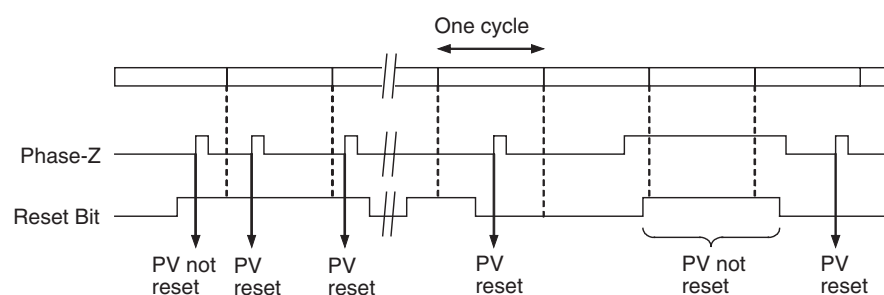 One cycle
Phase-Z
Reset Bit
PV not
reset
PV
reset
PV
reset
PV
reset
PV not
reset
PV
reset